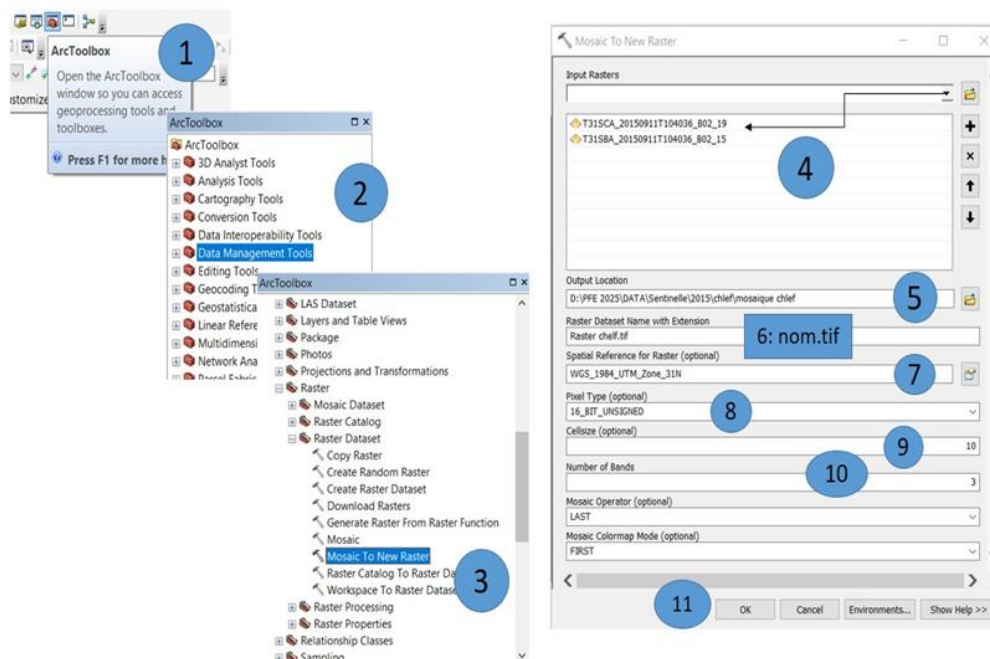 1
ArcToolbox
Open the ArcToolbox
window so you can access
geoprocessing tools and
toolboxes.
Press F1 for more h
ustomize
2
ArcToolbox
ArcToolbox
3D Analyst Tools
Analysis Tools
Cartography Tools
Conversion Tools
Data Interoperability Tools
Data Management Tools
Editing Tools
Geocoding T
Geostatistica
Linear Refere
Multidimensi
Network Ana
Parcel Fabric
3
ArcToolbox
LAS Dataset
Layers and Table Views
Package
Photos
Projections and Transformations
Raster
Mosaic Dataset
Raster Catalog
Raster Dataset
Copy Raster
Create Random Raster
Create Raster Dataset
Download Rasters
Generate Raster From Raster Function
Mosaic
Mosaic To New Raster
Raster Catalog To Raster Da
Workspace To Raster Datase
Raster Processing
Raster Properties
Relationship Classes
Sampling
Mosaic To New Raster
Input Rasters
T31SCA_20150911T104036_B02_19
T31SBA_20150911T104036_B02_15
4
Output Location
D:\PFE 2025\DATA\Sentinelle\2015\chlef\mosaique chlef
5
Raster Dataset Name with Extension
Raster chelf.tif
6: nom.tif
Spatial Reference for Raster (optional)
WGS_1984_UTM_Zone_31N
7
Pixel Type (optional)
16_BIT_UNSIGNED
8
Cellsize (optional)
10
9
Number of Bands
3
10
Mosaic Operator (optional)
LAST
Mosaic Colormap Mode (optional)
FIRST
11
OK Cancel Environments... Show Help >>